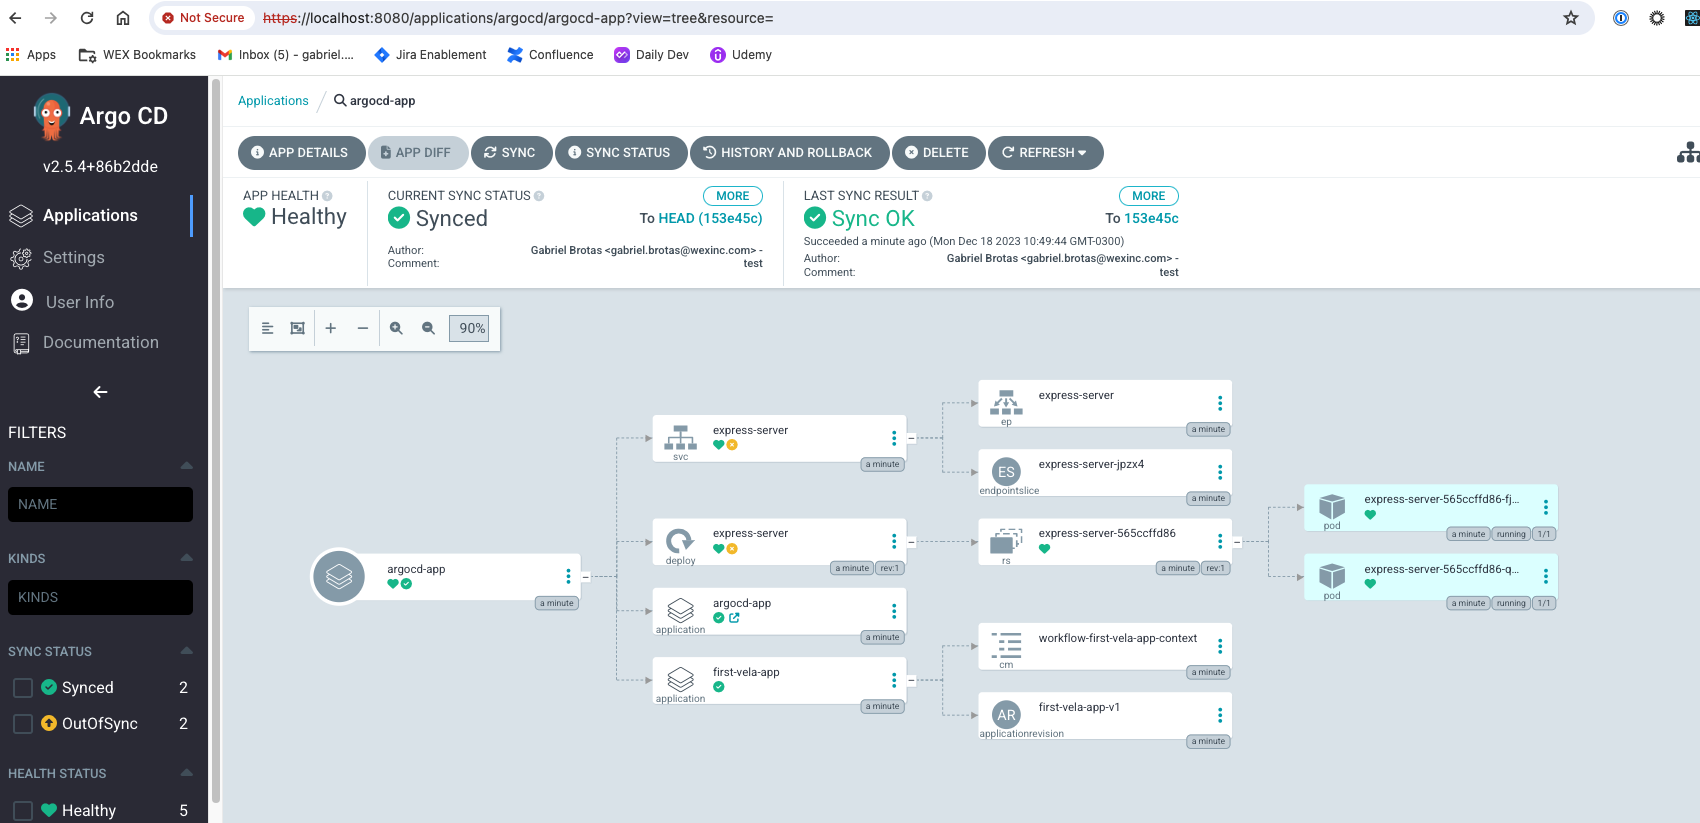 Not Secure https://localhost:8080/applications/argocd/argocd-app?view=tree&resource=
Apps WEX Bookmarks Inbox (5) - gabriel.... Jira Enablement Confluence Daily Dev Udemy
Argo CD
v2.5.4+86b2dde
Applications
Settings
User Info
Documentation
FILTERS
NAME
NAME
KINDS
KINDS
SYNC STATUS
Synced 2
OutOfSync 2
HEALTH STATUS
Healthy 5
Applications argocd-app
APP DETAILS APP DIFF SYNC SYNC STATUS HISTORY AND ROLLBACK DELETE REFRESH
APP HEALTH
Healthy
CURRENT SYNC STATUS MORE
Synced To HEAD (153e45c)
Author: Gabriel Brotas <gabriel.brotas@wexinc.com> -
Comment: test
LAST SYNC RESULT MORE
Sync OK To 153e45c
Succeeded a minute ago (Mon Dec 18 2023 10:49:44 GMT-0300)
Author: Gabriel Brotas <gabriel.brotas@wexinc.com> -
Comment: test
90%
argocd-app
a minute
express-server
svc
a minute
express-server
deploy
a minute rev:1
argocd-app
application
a minute
first-vela-app
application
a minute
express-server
ep
a minute
ES
express-server-jpzx4
endpointslice
a minute
express-server-565ccffd86
rs
a minute rev:1
workflow-first-vela-app-context
cm
a minute
AR
first-vela-app-v1
applicationrevision
a minute
express-server-565ccffd86-fj...
pod
a minute running 1/1
express-server-565ccffd86-q...
pod
a minute running 1/1